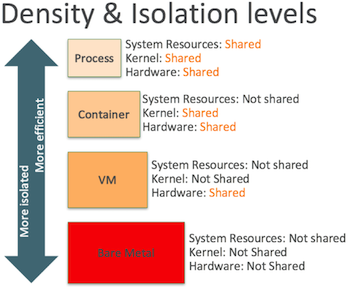 Density & Isolation levels
More efficient
More isolated
Process
System Resources: Shared
Kernel: Shared
Hardware: Shared
Container
System Resources: Not shared
Kernel: Shared
Hardware: Shared
VM
System Resources: Not shared
Kernel: Not Shared
Hardware: Shared
Bare Metal
System Resources: Not shared
Kernel: Not Shared
Hardware: Not Shared